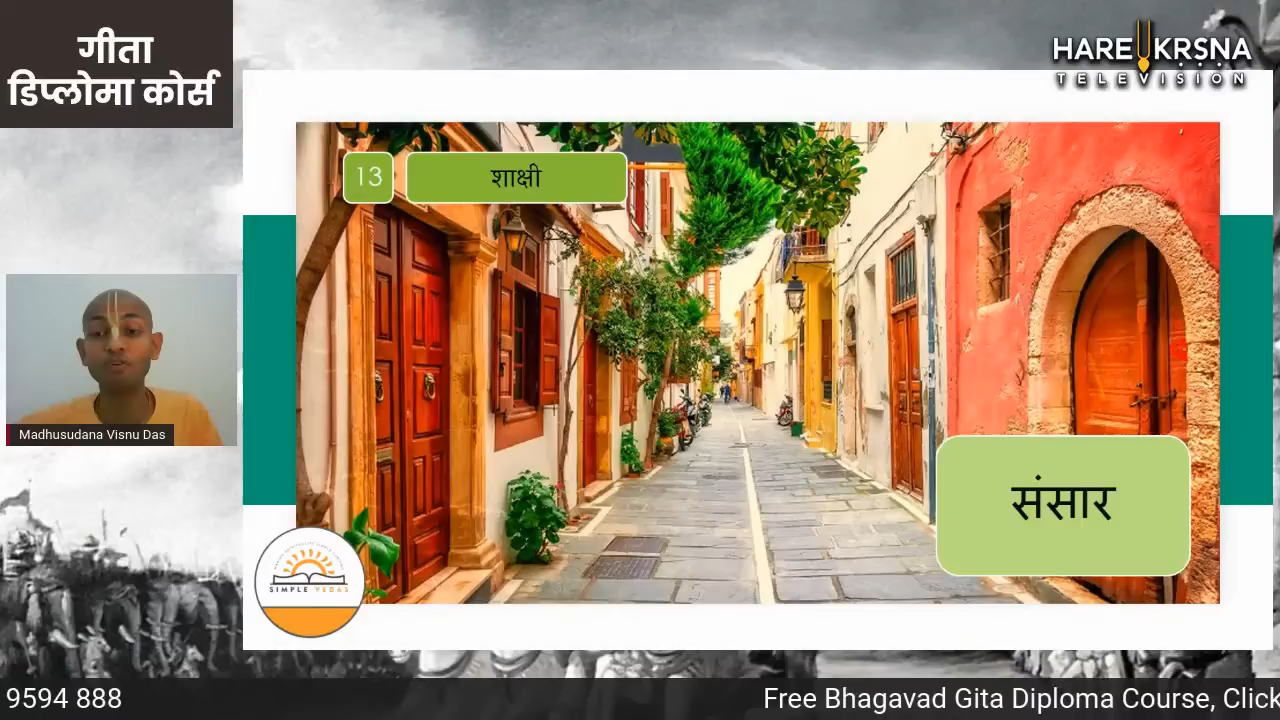 गीता
डिप्लोमा कोर्स
HARE KRSNA
TELEVISION
13
शाक्षी
संसार
Madhusudana Visnu Das
SIMPLE VEDAS
9594 888
Free Bhagavad Gita Diploma Course, Click